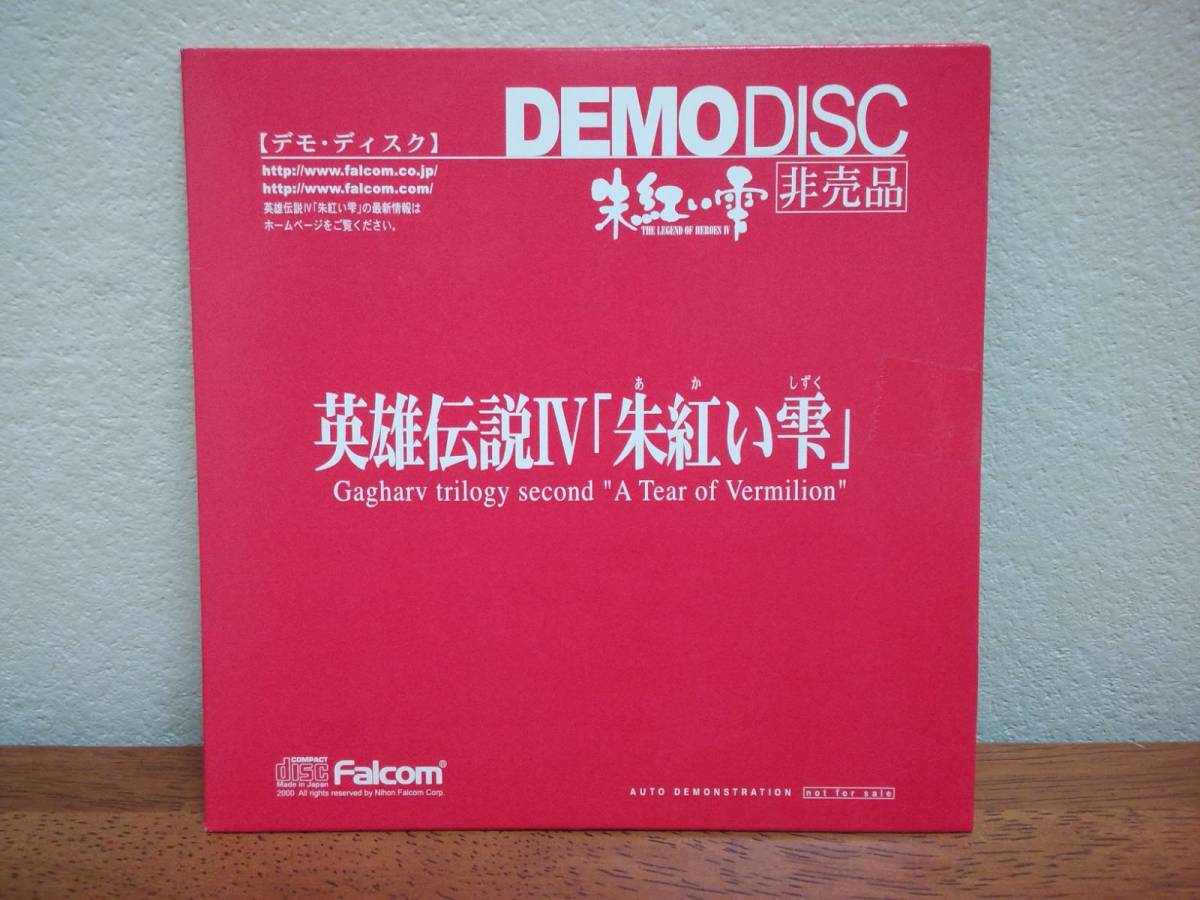 DEMODISC
【デモ・ディスク】
http://www.falcom.co.jp/
http://www.falcom.com/
英雄伝説Ⅳ「朱紅い雫」の最新情報は
ホームページをご覧ください。
朱紅い雫
THE LEGEND OF HEROES IV
非売品
あ か しずく
英雄伝説Ⅳ「朱紅い雫」
Gagharv trilogy second "A Tear of Vermilion"
COMPACT
disc
Made in Japan
Falcom®
2000 All rights reserved by Nihon Falcom Corp.
AUTO DEMONSTRATION
not for sale